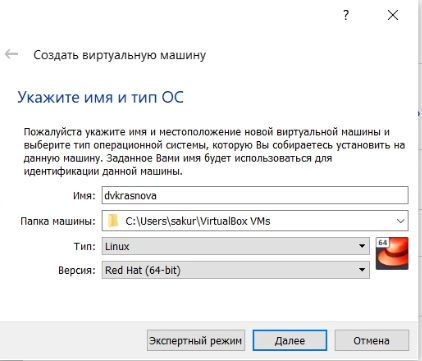 ?
Создать виртуальную машину
Укажите имя и тип ОС
Пожалуйста укажите имя и местоположение новой виртуальной машины и
выберите тип операционной системы, которую Вы собираетесь установить на
данную машину. Заданное Вами имя будет использоваться для
идентификации данной машины.
Имя: dvkrasnova
Папка машины: C:\Users\sakur\VirtualBox VMs
Тип: Linux
64
Версия: Red Hat (64-bit)
Экспертный режим Далее Отмена